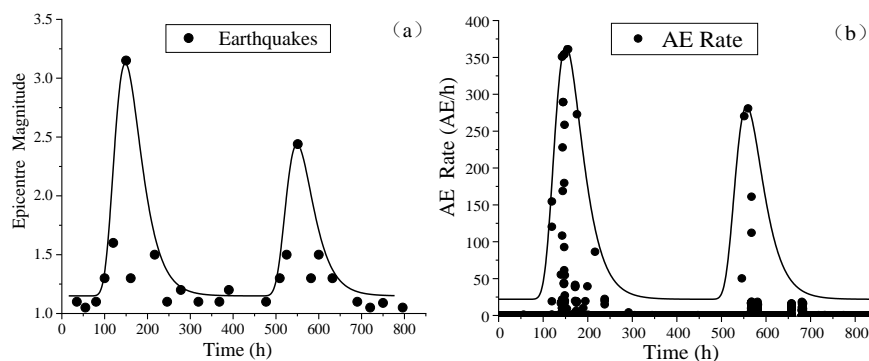 Earthquakes
(a)
3.5
3.0
2.5
2.0
1.5
1.0
Epicentre Magnitude
0 100 200 300 400 500 600 700 800
Time (h)
AE Rate
(b)
400
350
300
250
200
150
100
50
0
AE Rate (AE/h)
0 100 200 300 400 500 600 700 800
Time (h)